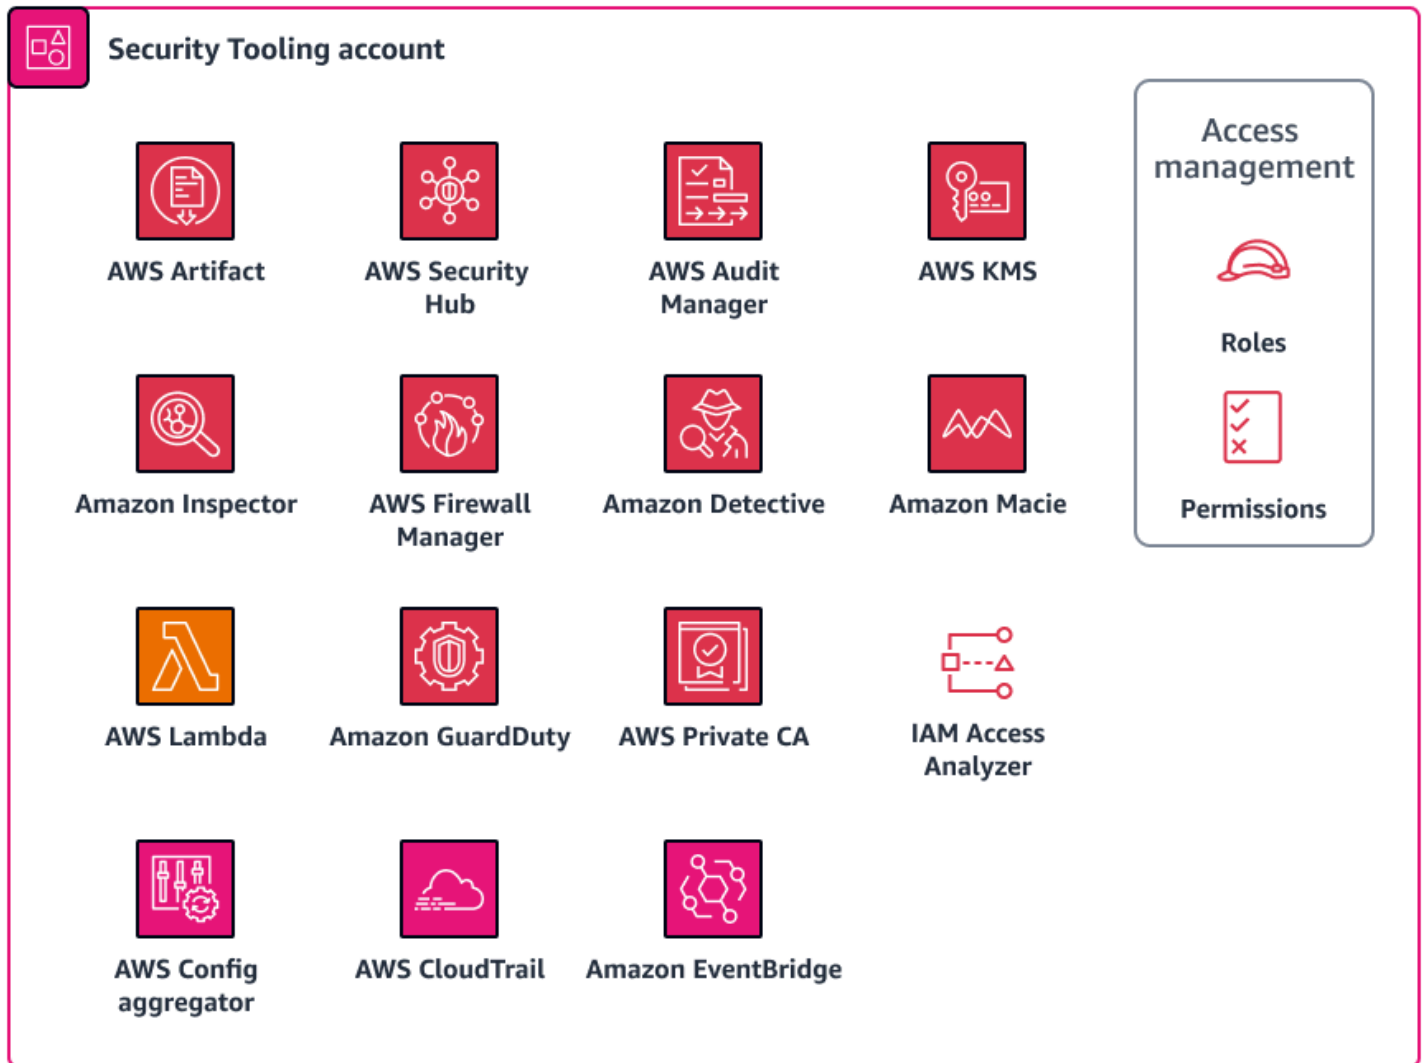 Security Tooling account
Access
management
AWS Artifact
AWS Security
Hub
AWS Audit
Manager
AWS KMS
Roles
Amazon Inspector
AWS Firewall
Manager
Amazon Detective
Amazon Macie
Permissions
AWS Lambda
Amazon GuardDuty
AWS Private CA
IAM Access
Analyzer
AWS Config
aggregator
AWS CloudTrail
Amazon EventBridge